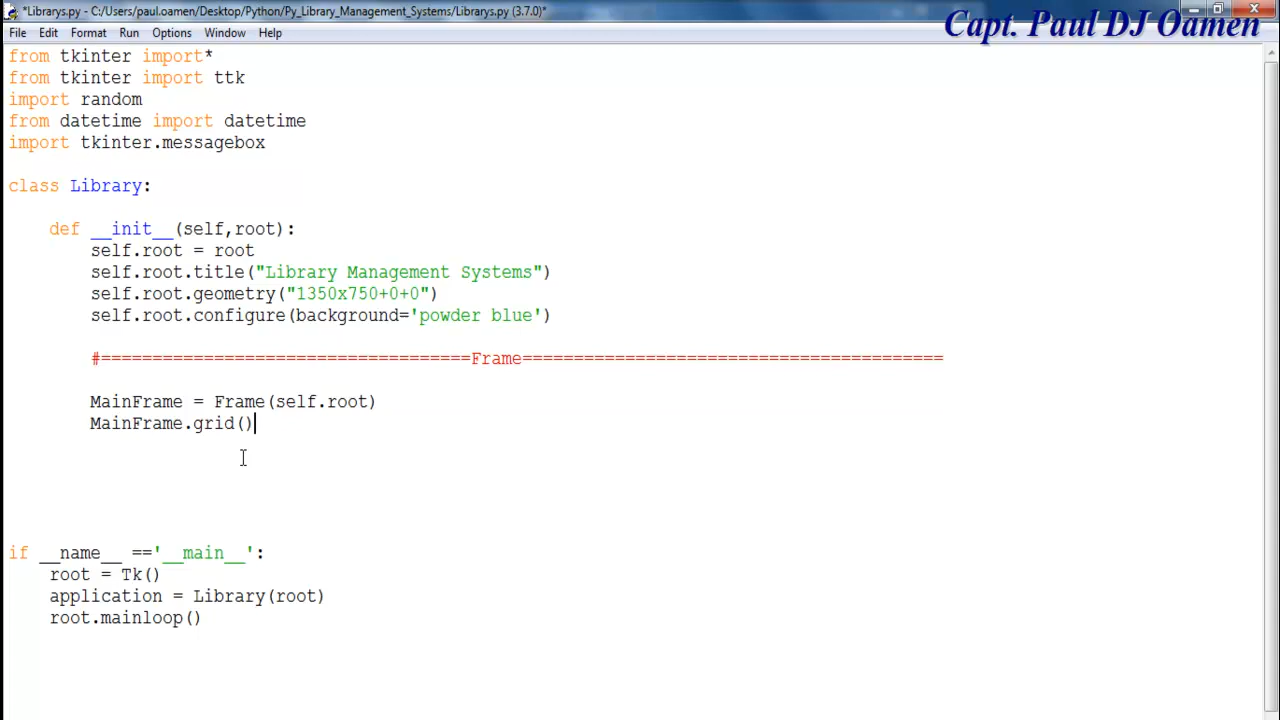 *Librarys.py - C:/Users/paul.oamen/Desktop/Python/Py_Library_Management_Systems/Librarys.py (3.7.0)*
Capt. Paul DJ Oamen
File Edit Format Run Options Window Help
from tkinter import*
from tkinter import ttk
import random
from datetime import datetime
import tkinter.messagebox
class Library:
def __init__(self,root):
self.root = root
self.root.title("Library Management Systems")
self.root.geometry("1350x750+0+0")
self.root.configure(background='powder blue')
#====================================Frame=========================================
MainFrame = Frame(self.root)
MainFrame.grid()
if __name__ =='__main__':
root = Tk()
application = Library(root)
root.mainloop()